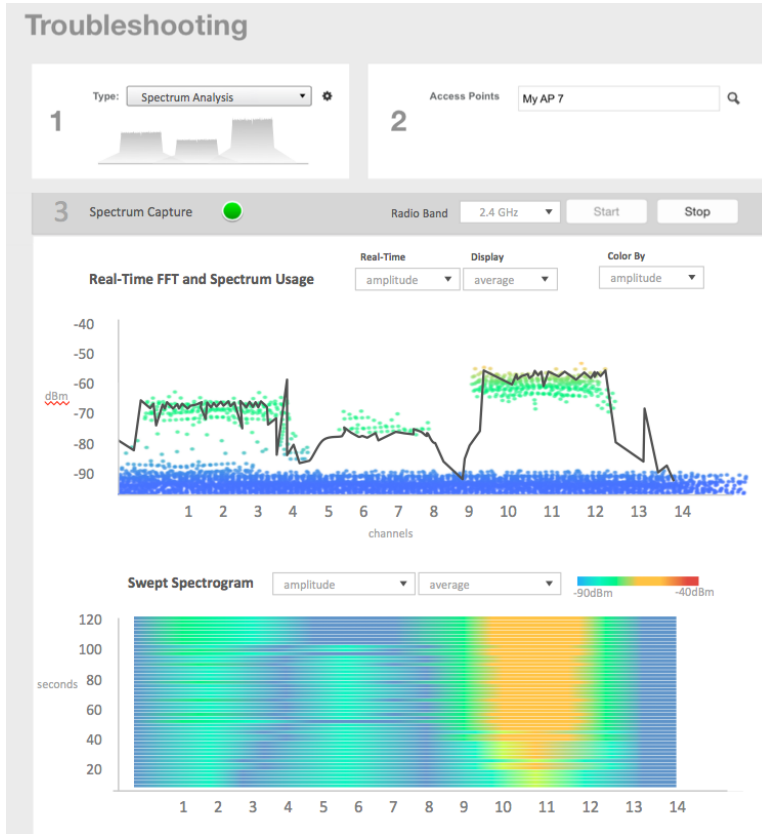 Troubleshooting
1
Type:
Spectrum Analysis
2
Access Points
My AP 7
3
Spectrum Capture
Radio Band
2.4 GHz
Start
Stop
Real-Time FFT and Spectrum Usage
Real-Time
amplitude
Display
average
Color By
amplitude
-40
-50
-60
dBm
-70
-80
-90
1 2 3 4 5 6 7 8 9 10 11 12 13 14
channels
Swept Spectrogram
amplitude
average
-90dBm
-40dBm
120
100
seconds
80
60
40
20
1 2 3 4 5 6 7 8 9 10 11 12 13 14